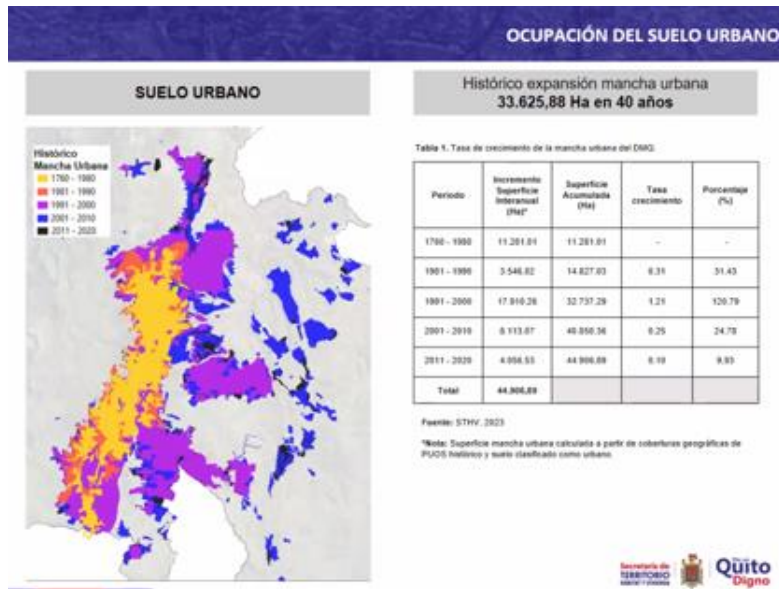 OCUPACIÓN DEL SUELO URBANO
SUELO URBANO
Histórico
Mancha Urbana
1760 - 1980
1981 - 1990
1991 - 2000
2001 - 2010
2011 - 2020
Histórico expansión mancha urbana
33.625,88 Ha en 40 años
Tabla 1. Tasa de crecimiento de la mancha urbana del DMQ.
Periodo
Incremento Superficie Interanual (Ha)*
Superficie Acumulada (Ha)
Tasa crecimiento
Porcentaje (%)
1760 - 1980 11.281.01 11.281.01 - -
1981 - 1990 3.546.02 14.827.03 0.31 31.43
1991 - 2000 17.910.26 32.737.29 1.21 120.79
2001 - 2010 8.113.07 40.850.36 0.25 24.78
2011 - 2020 4.056.53 44.906.89 0.10 9.93
Total 44.906,89
Fuente: STHV, 2023
*Nota: Superficie mancha urbana calculada a partir de coberturas geográficas de
PUOS histórico y suelo clasificado como urbano.
Secretaría de
TERRITORIO
Quito
Digno